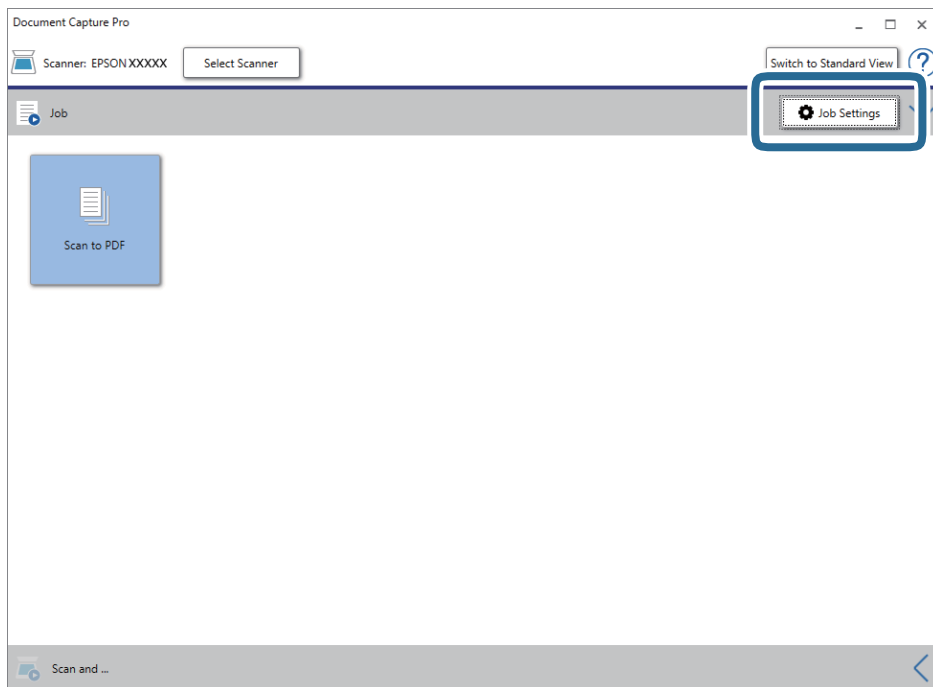 Document Capture Pro
Scanner: EPSON XXXXX
Select Scanner
Switch to Standard View
?
Job
Job Settings
Scan to PDF
Scan and ...